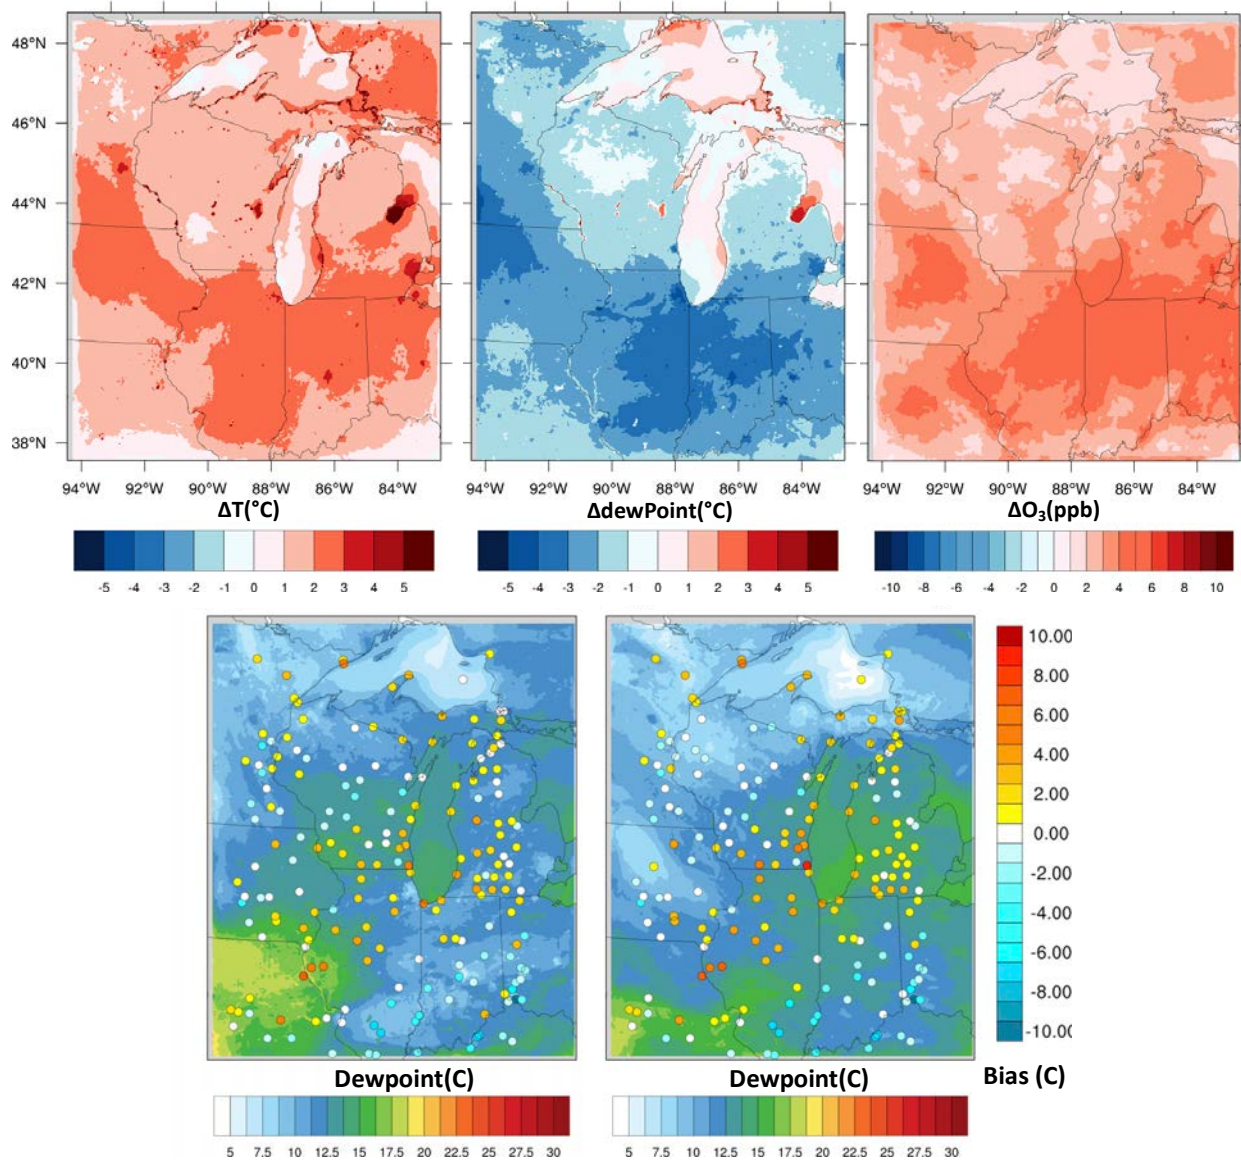 48°N
46°N
44°N
42°N
40°N
38°N
94°W 92°W 90°W 88°W 86°W 84°W 94°W 92°W 90°W 88°W 86°W 84°W 94°W 92°W 90°W 88°W 86°W 84°W
ΔT(°C) ΔdewPoint(°C) ΔO₃(ppb)
-5 -4 -3 -2 -1 0 1 2 3 4 5 -5 -4 -3 -2 -1 0 1 2 3 4 5 -10 -8 -6 -4 -2 0 2 4 6 8 10
10.00
8.00
6.00
4.00
2.00
0.00
-2.00
-4.00
-6.00
-8.00
-10.00
Dewpoint(C) Dewpoint(C) Bias (C)
5 7.5 10 12.5 15 17.5 20 22.5 25 27.5 30 5 7.5 10 12.5 15 17.5 20 22.5 25 27.5 30